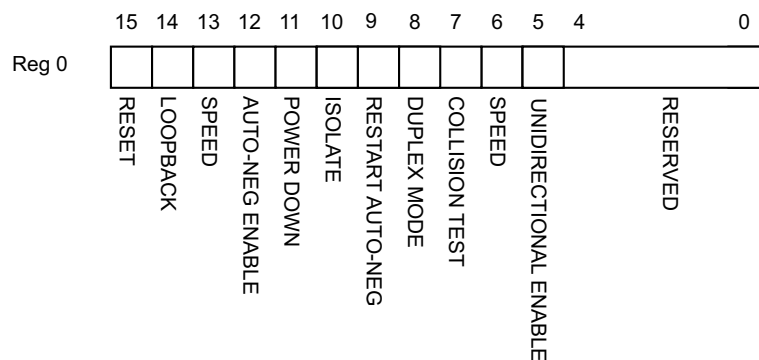 15 14 13 12 11 10 9 8 7 6 5 4 0
Reg 0
RESET
LOOPBACK
SPEED
AUTO-NEG ENABLE
POWER DOWN
ISOLATE
RESTART AUTO-NEG
DUPLEX MODE
COLLISION TEST
SPEED
UNIDIRECTIONAL ENABLE
RESERVED